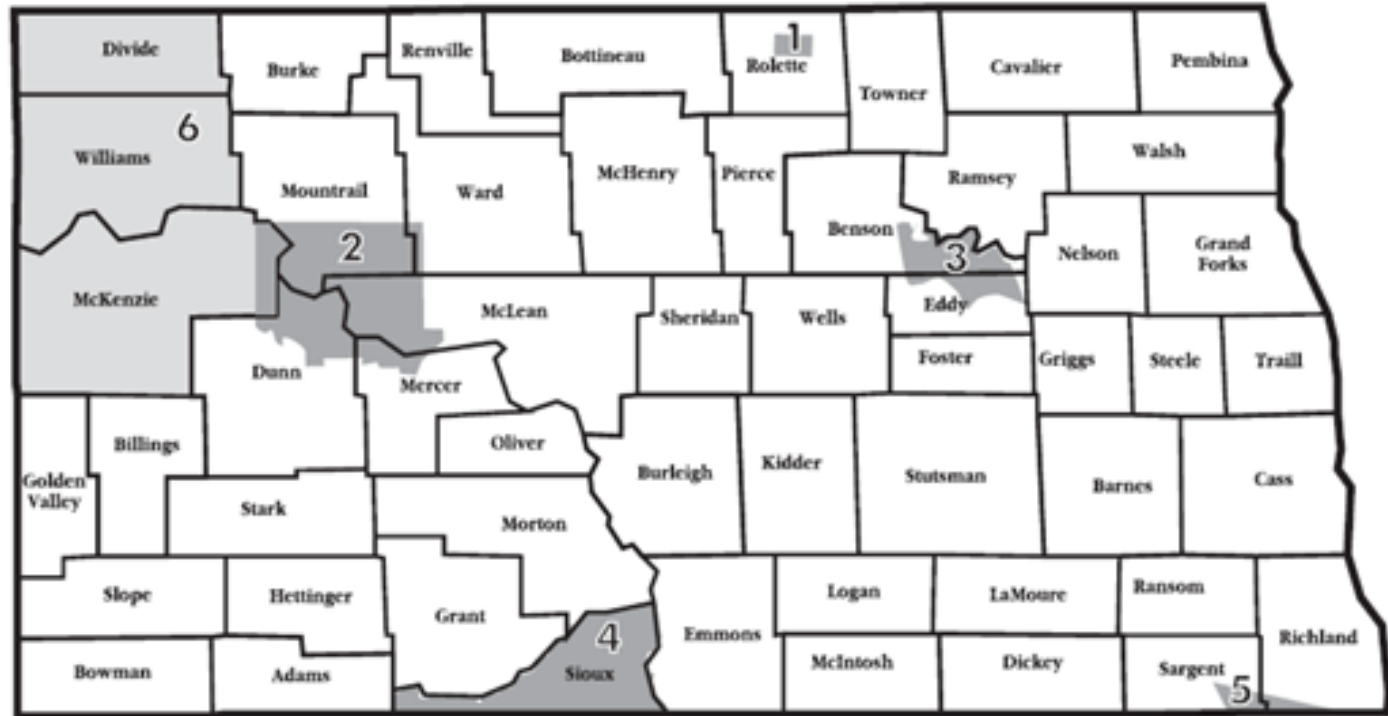 Divide
Burke
Renville
Bottineau
1
Rolette
Towner
Cavalier
Pembina
6
Williams
Mountrail
Ward
McHenry
Pierce
Benson
Ramsey
Walsh
2
3
Nelson
Grand
Forks
McKenzie
McLean
Sheridan
Wells
Eddy
Foster
Griggs
Steele
Traill
Dunn
Mercer
Oliver
Golden
Valley
Billings
Stark
Morton
Burleigh
Kidder
Stutsman
Barnes
Cass
Slope
Hettinger
Grant
4
Sioux
Emmons
Logan
LaMoure
Ransom
Richland
Bowman
Adams
McIntosh
Dickey
Sargent
5